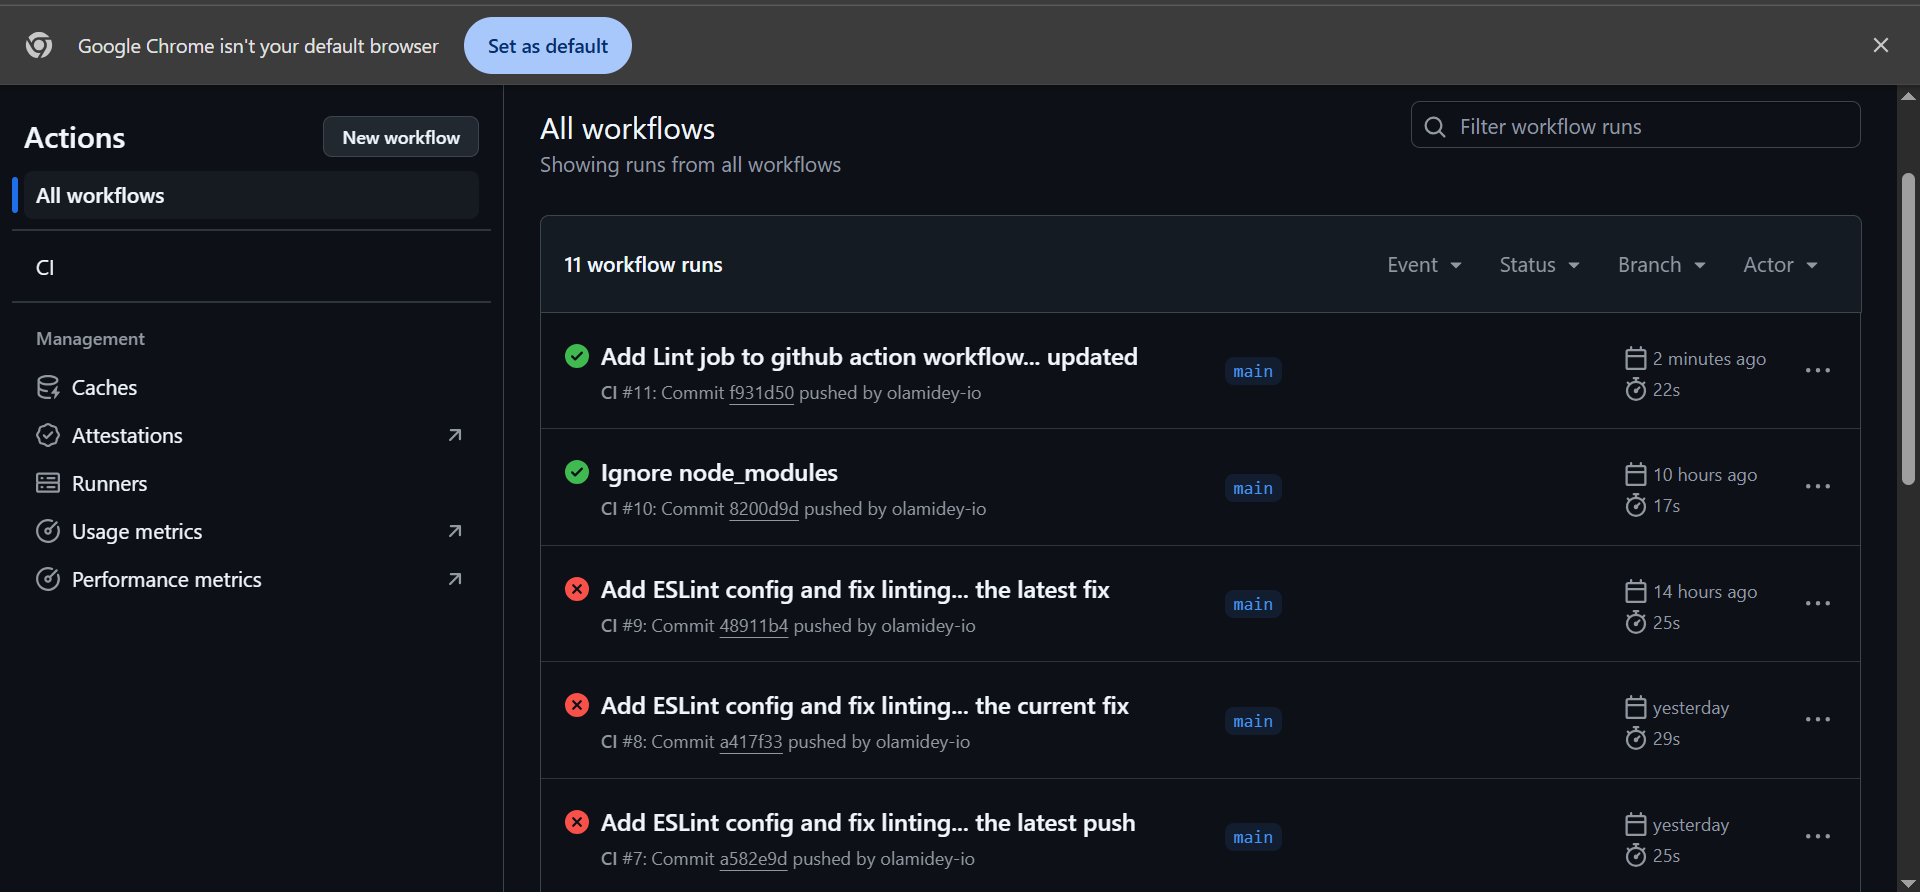 Google Chrome isn't your default browser
Set as default
Actions
New workflow
All workflows
CI
Management
Caches
Attestations
Runners
Usage metrics
Performance metrics
All workflows
Showing runs from all workflows
Filter workflow runs
11 workflow runs
Event
Status
Branch
Actor
Add Lint job to github action workflow... updated
CI #11: Commit f931d50 pushed by olamidey-io
main
2 minutes ago
22s
Ignore node_modules
CI #10: Commit 8200d9d pushed by olamidey-io
main
10 hours ago
17s
Add ESLint config and fix linting... the latest fix
CI #9: Commit 48911b4 pushed by olamidey-io
main
14 hours ago
25s
Add ESLint config and fix linting... the current fix
CI #8: Commit a417f33 pushed by olamidey-io
main
yesterday
29s
Add ESLint config and fix linting... the latest push
CI #7: Commit a582e9d pushed by olamidey-io
main
yesterday
25s